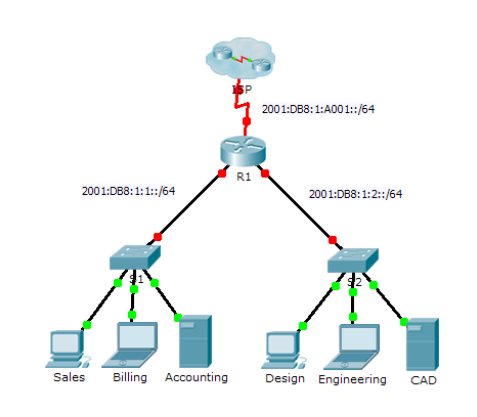 ISP
2001:DB8:1:A001::/64
R1
2001:DB8:1:1::/64
2001:DB8:1:2::/64
S1
S2
Sales
Billing
Accounting
Design
Engineering
CAD